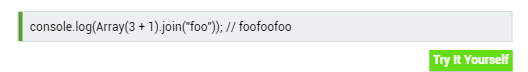 console.log(Array(3 + 1).join("foo")); // foofoofoo
Try It Yourself